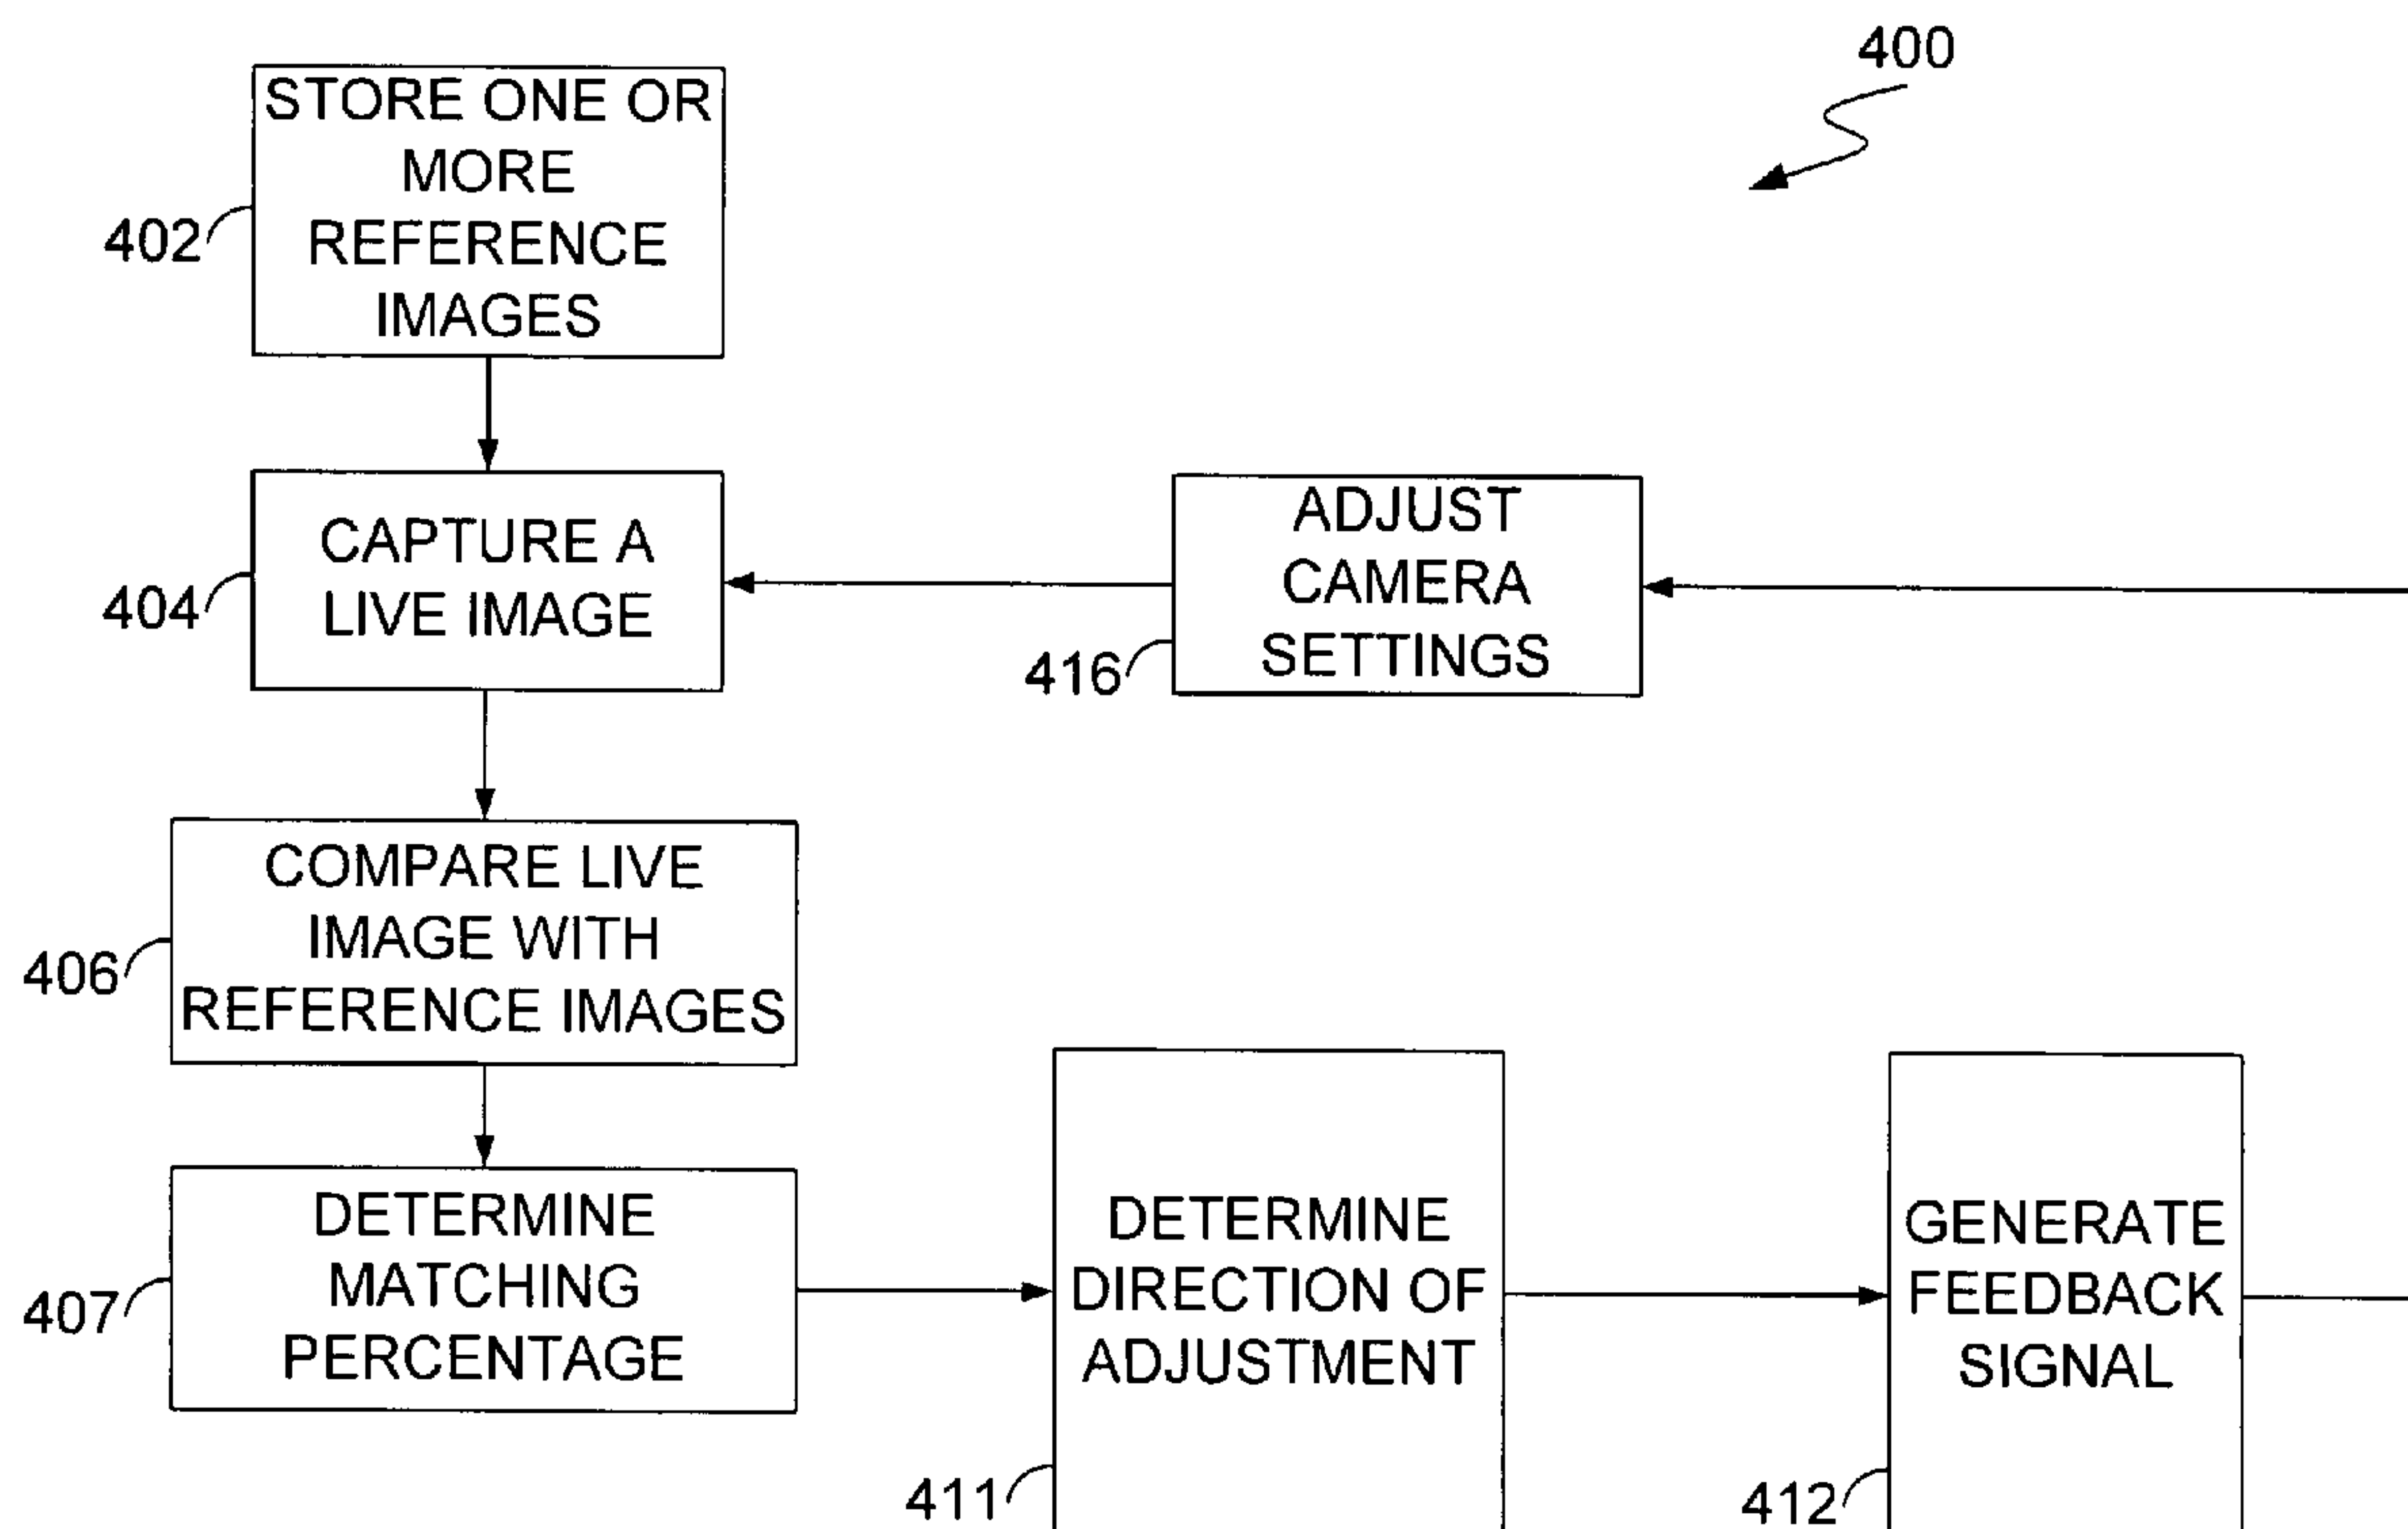 400
STORE ONE OR
MORE
REFERENCE
IMAGES
402
CAPTURE A
LIVE IMAGE
404
ADJUST
CAMERA
SETTINGS
416
COMPARE LIVE
IMAGE WITH
REFERENCE IMAGES
406
DETERMINE
MATCHING
PERCENTAGE
407
DETERMINE
DIRECTION OF
ADJUSTMENT
411
GENERATE
FEEDBACK
SIGNAL
412